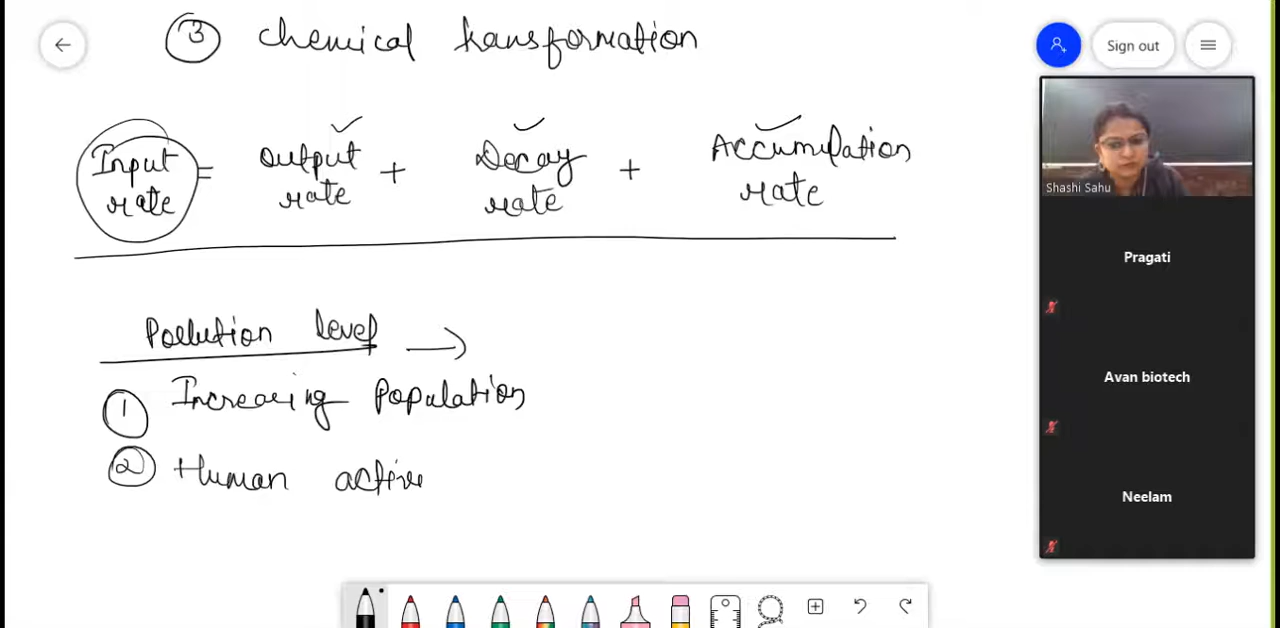 ③ Chemical transformation
Sign out
Input rate = Output rate + Decay rate + Accumulation rate
Shashi Sahu
Pragati
Pollution level →
① Increasing Population
Avan biotech
② Human active
Neelam